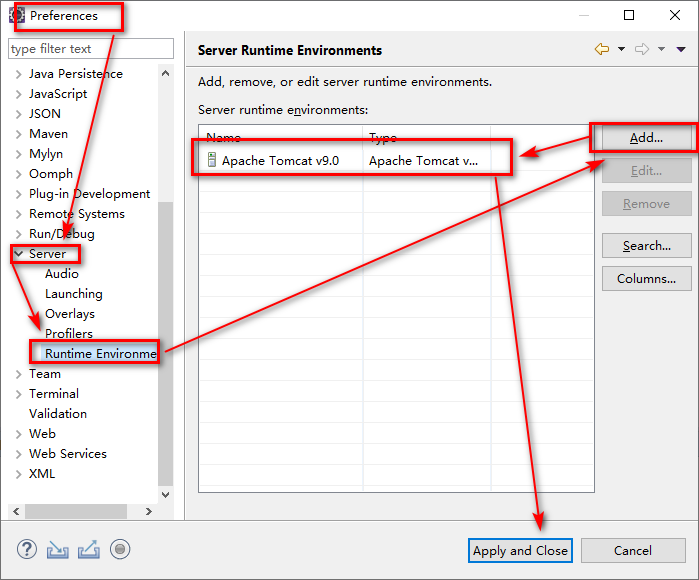 Preferences
type filter text
Java Persistence
JavaScript
JSON
Maven
Mylyn
Oomph
Plug-in Development
Remote Systems
Run/Debug
Server
Audio
Launching
Overlays
Profilers
Runtime Environme
Team
Terminal
Validation
Web
Web Services
XML
Server Runtime Environments
Add, remove, or edit server runtime environments.
Server runtime environments:
Name Type
Apache Tomcat v9.0 Apache Tomcat v...
Add...
Edit...
Remove
Search...
Columns...
Apply and Close
Cancel